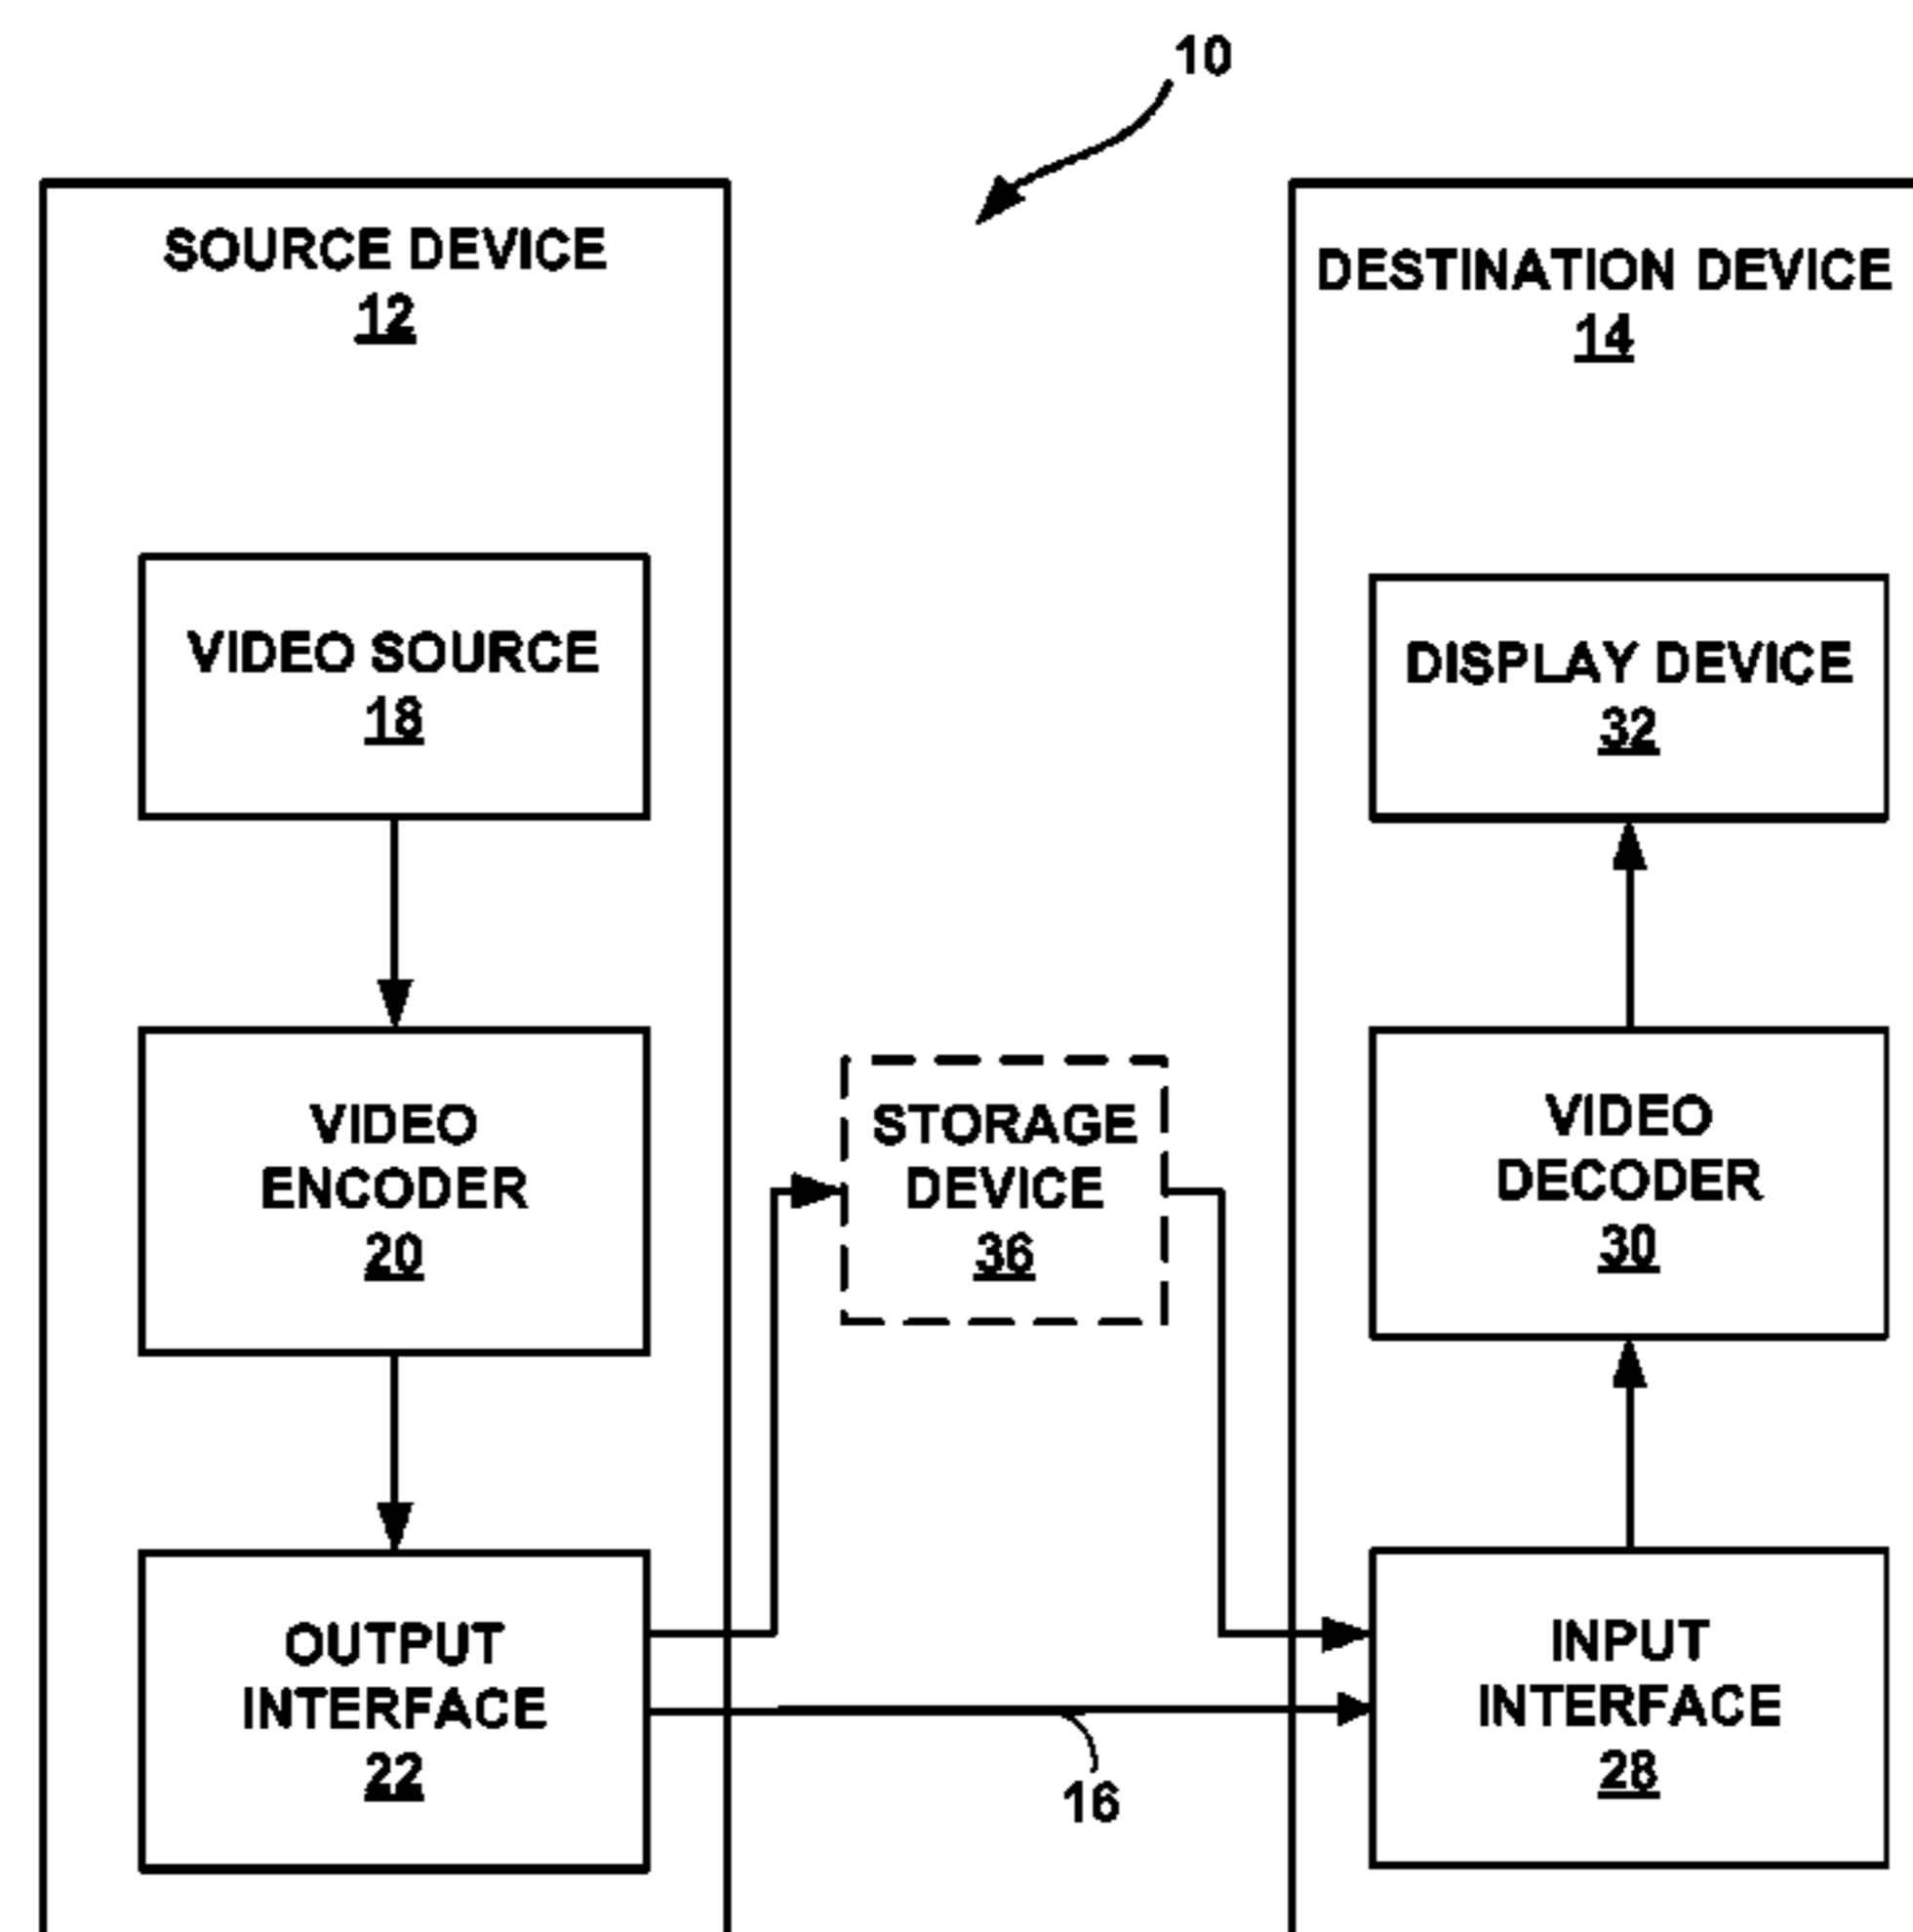 10
SOURCE DEVICE
12
VIDEO SOURCE
18
VIDEO
ENCODER
20
OUTPUT
INTERFACE
22
STORAGE
DEVICE
36
16
DESTINATION DEVICE
14
DISPLAY DEVICE
32
VIDEO
DECODER
30
INPUT
INTERFACE
28